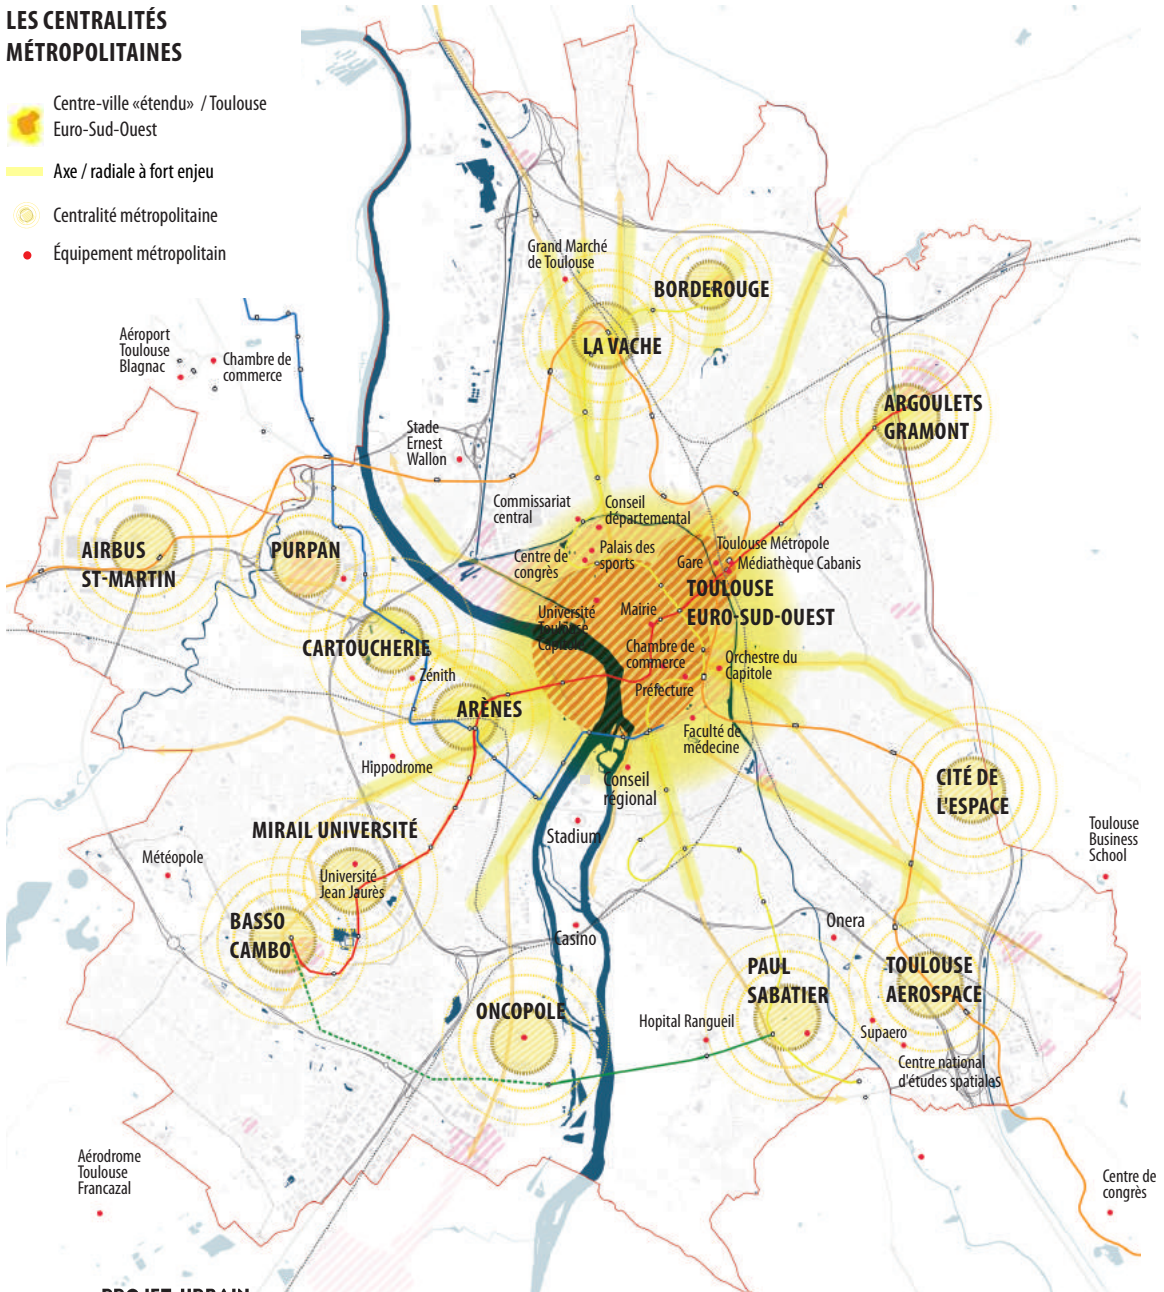 LES CENTRALITÉS
MÉTROPOLITAINES
Centre-ville «étendu» / Toulouse
Euro-Sud-Ouest
Axe / radiale à fort enjeu
Centralité métropolitaine
Équipement métropolitain
Grand Marché
de Toulouse
BORDEROUGE
LA VACHE
Aéroport
Toulouse
Blagnac
Chambre de
commerce
ARGOULETS
GRAMONT
Stade
Ernest
Wallon
Commissariat
central
Conseil
départemental
AIRBUS
ST-MARTIN
PURPAN
Centre de
congrès
Palais des
sports
Gare
Toulouse Métropole
Médiathèque Cabanis
TOULOUSE
EURO-SUD-OUEST
Université
Toulouse
Capitole
Mairie
CARTOUCHERIE
Zénith
Chambre de
commerce
Préfecture
Orchestre du
Capitole
ARÈNES
Faculté de
médecine
Hippodrome
Conseil
régional
CITÉ DE
L'ESPACE
MIRAIL UNIVERSITÉ
Stadium
Toulouse
Business
School
Météopole
Université
Jean Jaurès
BASSO
CAMBO
Casino
Onera
PAUL
SABATIER
TOULOUSE
AEROSPACE
ONCOPOLE
Hopital Rangueil
Supaero
Centre national
d'études spatiales
Aérodrome
Toulouse
Francazal
Centre de
congrès
PROJET URBAIN